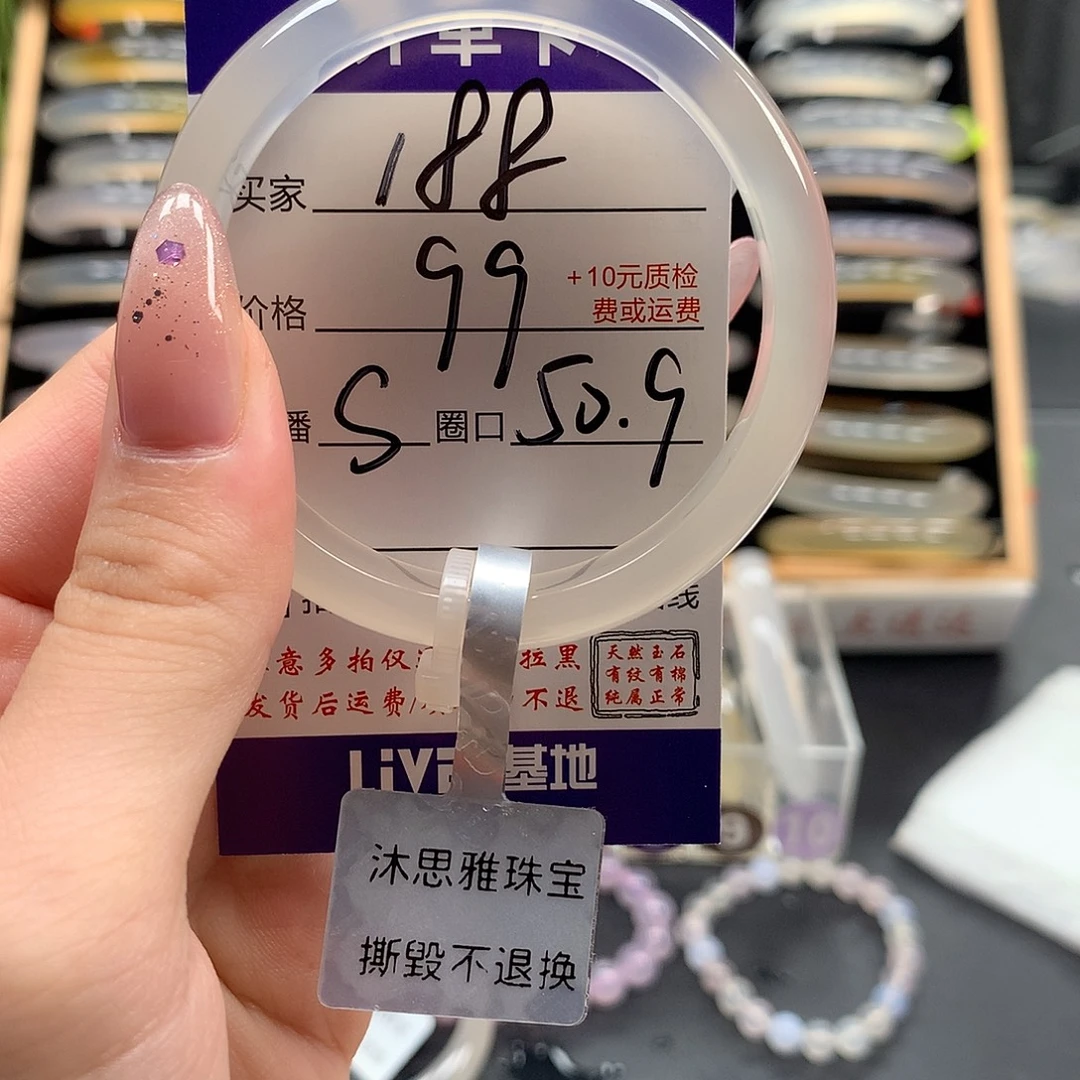 买家 188
价格 99 +10元质检
费或运费
播 S 圈口 50.9
线
意多拍仅 拉黑
发货后运费 不退
天然玉石
有纹有棉
纯属正常
基地
沐思雅珠宝
撕毁不退换
10